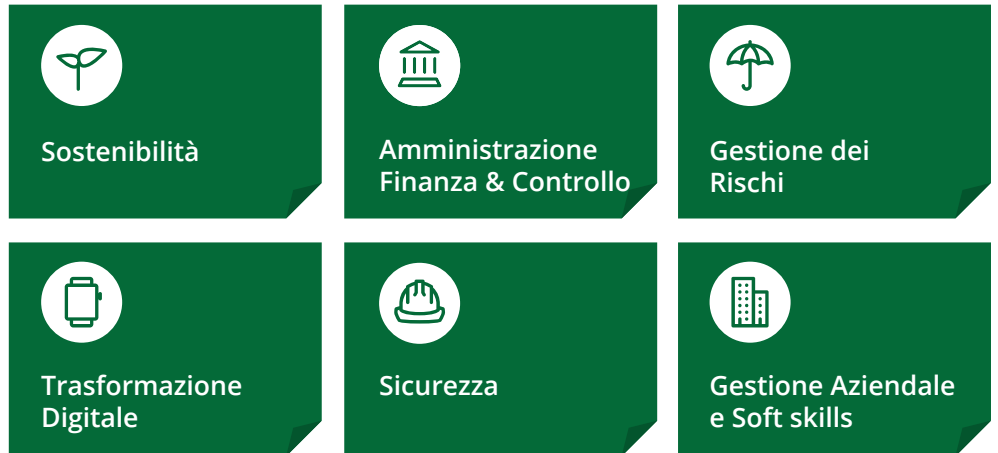 Sostenibilità
Amministrazione
Finanza & Controllo
Gestione dei
Rischi
Trasformazione
Digitale
Sicurezza
Gestione Aziendale
e Soft skills